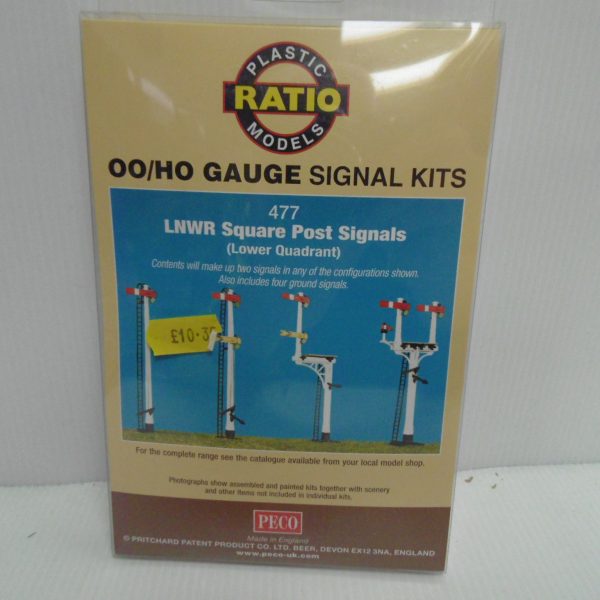 PLASTIC
RATIO
MODELS
OO/HO GAUGE SIGNAL KITS
477
LNWR Square Post Signals
(Lower Quadrant)
Contents will make up two signals in any of the configurations shown.
Also includes four ground signals.
£10.3
For the complete range see the catalogue available from your local model shop.
Photographs show assembled and painted kits together with scenery
and other items not included in individual kits.
PECO
Made in England
© PRITCHARD PATENT PRODUCT CO. LTD. BEER, DEVON EX12 3NA, ENGLAND
www.peco-uk.com